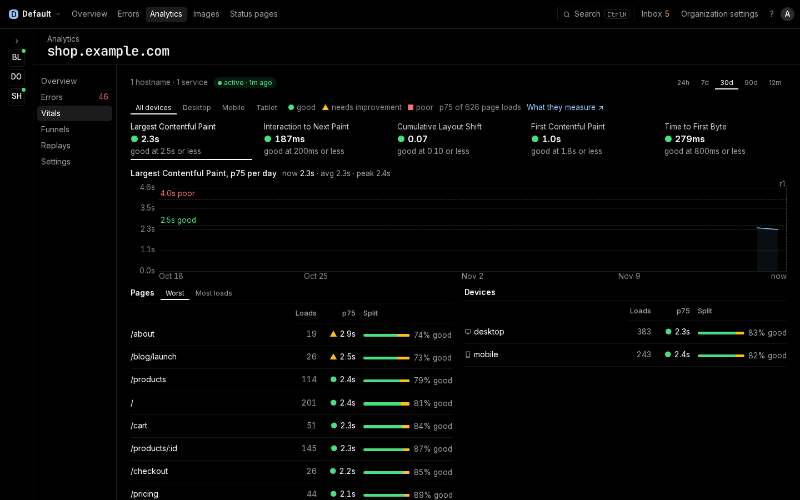 D Default Overview Errors Analytics Images Status pages Search CtrlK Inbox 5 Organization settings ? A
Analytics
shop.example.com
BL
DO
SH
Overview
Errors 46
Vitals
Funnels
Replays
Settings
1 hostname · 1 service active · 1m ago 24h 7d 30d 90d 12m
All devices Desktop Mobile Tablet good needs improvement poor p75 of 626 page loads What they measure ↗
Largest Contentful Paint Interaction to Next Paint Cumulative Layout Shift First Contentful Paint Time to First Byte
2.3s 187ms 0.07 1.0s 279ms
good at 2.5s or less good at 200ms or less good at 0.10 or less good at 1.8s or less good at 800ms or less
Largest Contentful Paint, p75 per day now 2.3s · avg 2.3s · peak 2.4s
r1
4.6s
4.0s poor
3.5s
2.5s good
2.3s
1.1s
0.0s
Oct 18 Oct 25 Nov 2 Nov 9 now
Pages Worst Most loads
Loads p75 Split
/about 19 2.9s 74% good
/blog/launch 26 2.5s 73% good
/products 114 2.4s 79% good
/ 201 2.4s 81% good
/cart 51 2.3s 84% good
/products/:id 145 2.3s 87% good
/checkout 26 2.2s 85% good
/pricing 44 2.1s 89% good
Devices
Loads p75 Split
desktop 383 2.3s 83% good
mobile 243 2.4s 82% good